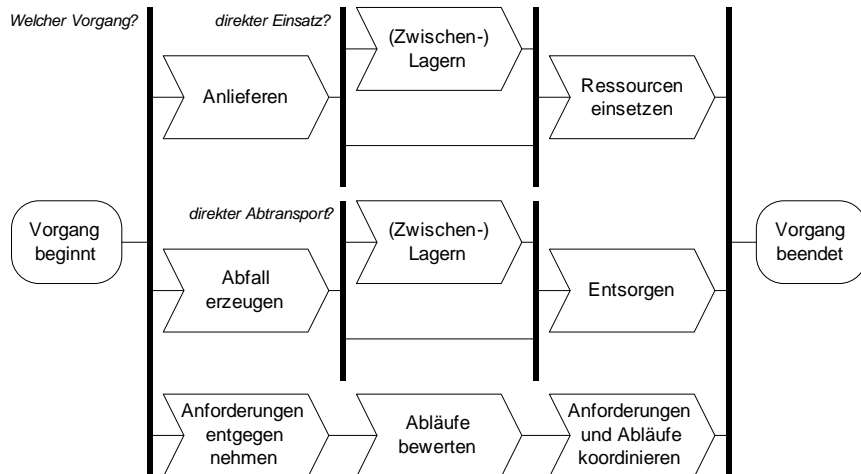 Welcher Vorgang?
direkter Einsatz?
(Zwischen-)
Lagern
Anlieferen
Ressourcen
einsetzen
Vorgang
beginnt
direkter Abtransport?
(Zwischen-)
Lagern
Vorgang
beendet
Abfall
erzeugen
Entsorgen
Anforderungen
entgegen
nehmen
Abläufe
bewerten
Anforderungen
und Abläufe
koordinieren